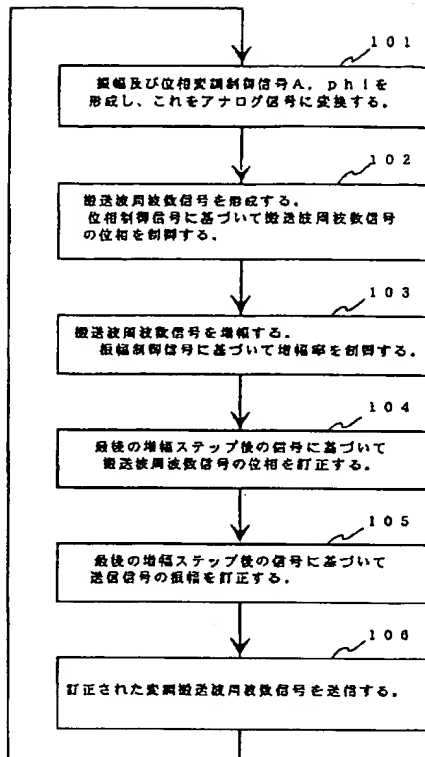 101
振幅及び位相変調制御信号A, phiを
形成し、これをアナログ信号に変換する。
102
搬送波周波数信号を形成する。
位相制御信号に基づいて搬送波周波数信号
の位相を制御する。
103
搬送波周波数信号を増幅する。
振幅制御信号に基づいて増幅率を制御する。
104
最後の増幅ステップ後の信号に基づいて
搬送波周波数信号の位相を訂正する。
105
最後の増幅ステップ後の信号に基づいて
送信信号の振幅を訂正する。
106
訂正された変調搬送波周波数信号を送信する。